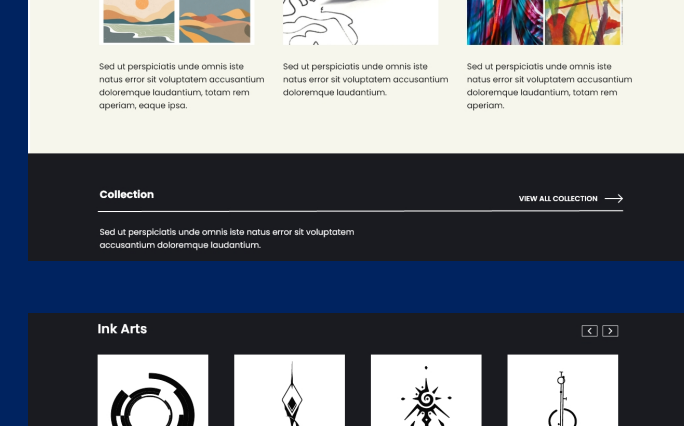 Sed ut perspiciatis unde omnis iste
natus error sit voluptatem accusantium
doloremque laudantium, totam rem
aperiam, eaque ipsa.
Sed ut perspiciatis unde omnis iste
natus error sit voluptatem accusantium
doloremque laudantium.
Sed ut perspiciatis unde omnis iste
natus error sit voluptatem accusantium
doloremque laudantium, totam rem
aperiam.
Collection
VIEW ALL COLLECTION
Sed ut perspiciatis unde omnis iste natus error sit voluptatem
accusantium doloremque laudantium.
Ink Arts